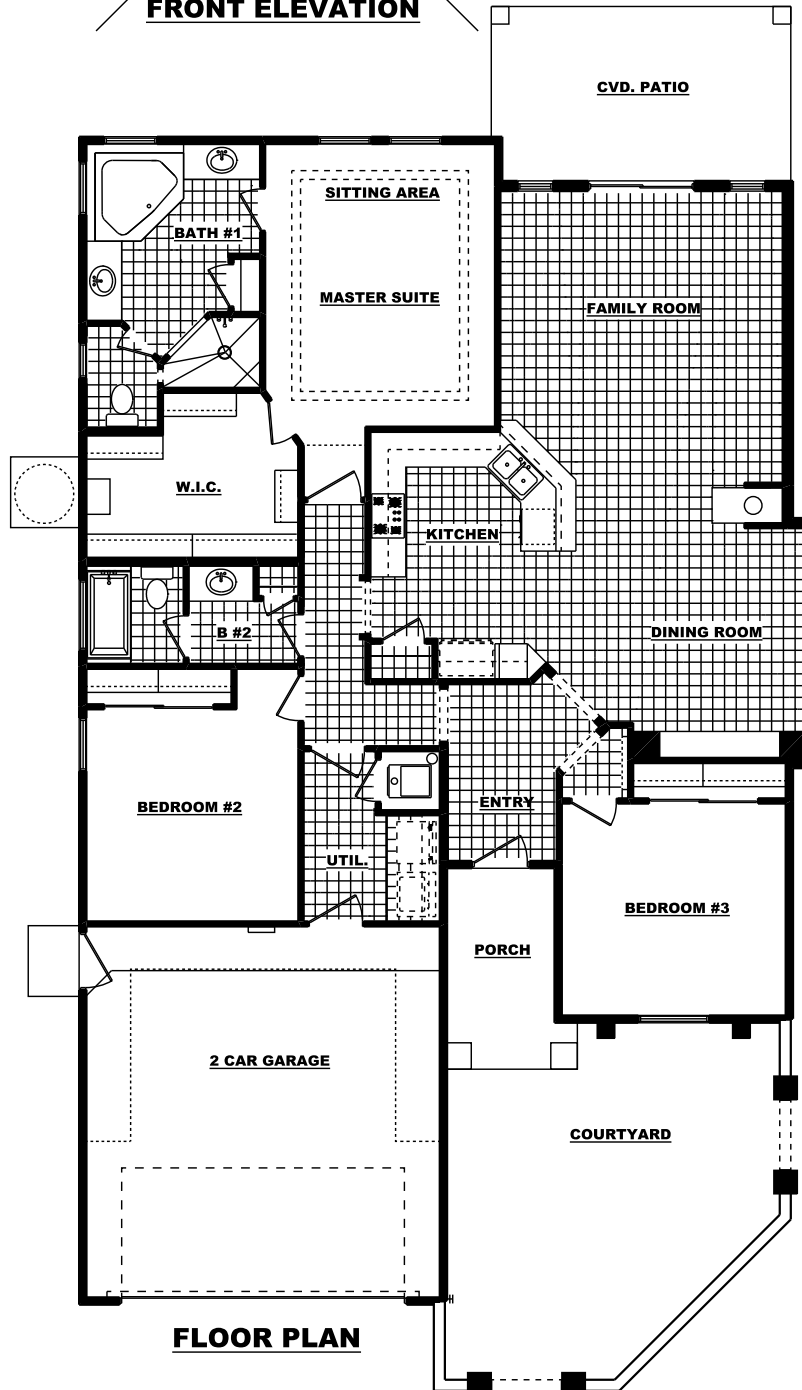 FRONT ELEVATION
CVD. PATIO
SITTING AREA
BATH #1
MASTER SUITE
FAMILY ROOM
W.I.C.
KITCHEN
B #2
DINING ROOM
BEDROOM #2
ENTRY
UTIL.
BEDROOM #3
PORCH
2 CAR GARAGE
COURTYARD
FLOOR PLAN